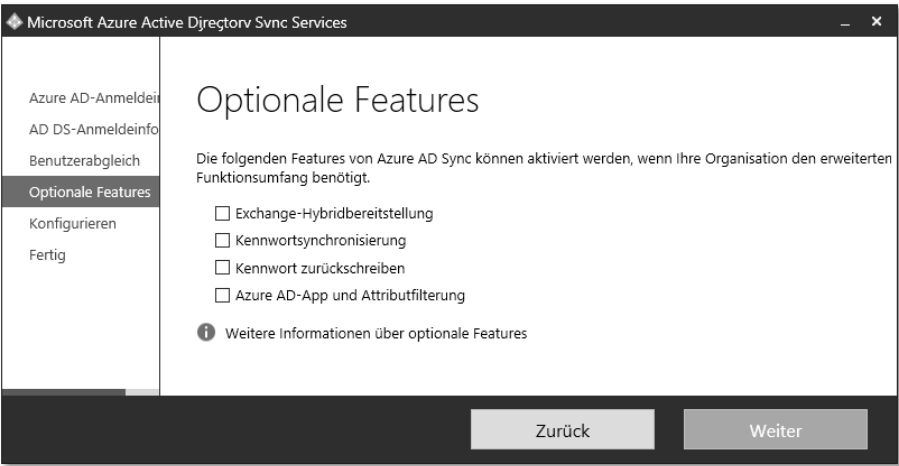 Microsoft Azure Active Directory Sync Services
Azure AD-Anmeldei
AD DS-Anmeldeinfo
Benutzerabgleich
Optionale Features
Konfigurieren
Fertig
Optionale Features
Die folgenden Features von Azure AD Sync können aktiviert werden, wenn Ihre Organisation den erweiterten
Funktionsumfang benötigt.
Exchange-Hybridbereitstellung
Kennwortsynchronisierung
Kennwort zurückschreiben
Azure AD-App und Attributfilterung
Weitere Informationen über optionale Features
Zurück
Weiter